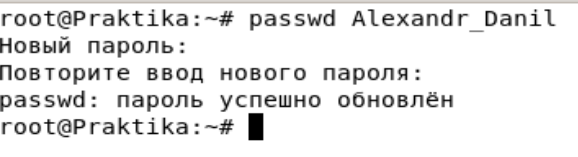 root@Praktika:~# passwd Alexandr_Danil
Новый пароль:
Повторите ввод нового пароля:
passwd: пароль успешно обновлён
root@Praktika:~#